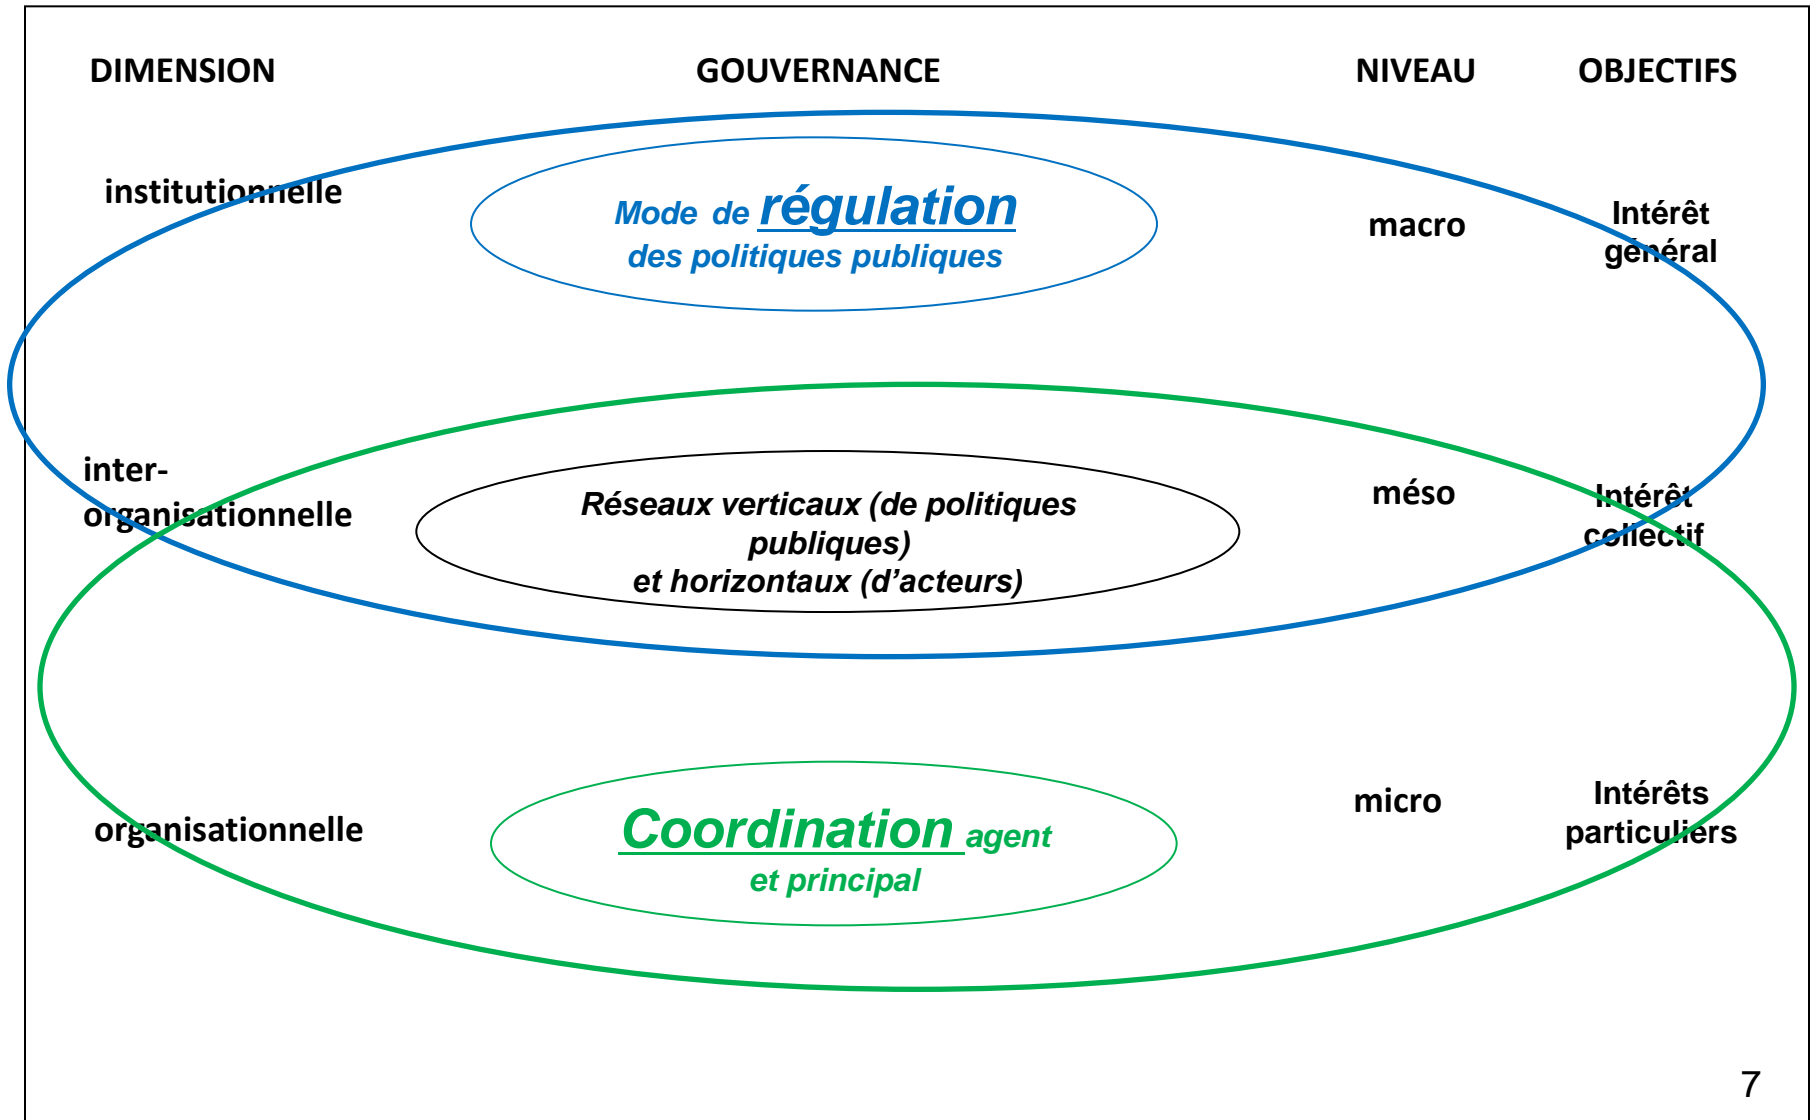 DIMENSION GOUVERNANCE NIVEAU OBJECTIFS
institutionnelle
Mode de régulation
des politiques publiques
macro
Intérêt
général
inter-
organisationnelle
Réseaux verticaux (de politiques
publiques)
et horizontaux (d’acteurs)
méso
Intérêt
collectif
organisationnelle
Coordination agent
et principal
micro
Intérêts
particuliers
7